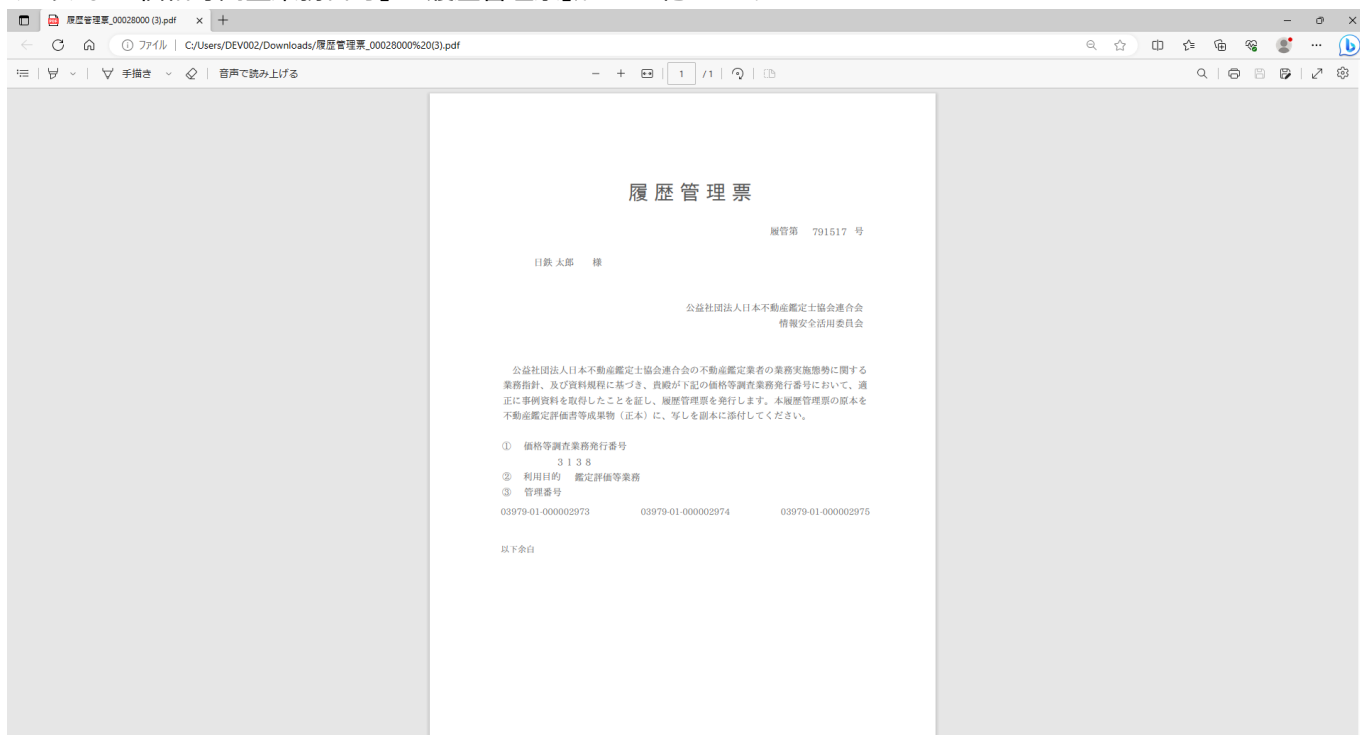 履歴管理票_00028000 (3).pdf
ファイル C:/Users/DEV002/Downloads/履歴管理票_00028000%20(3).pdf
手描き 音声で読み上げる 1 /1
履歴管理票
履管第 791517 号
日鉄 太郎 様
公益社団法人日本不動産鑑定士協会連合会
情報安全活用委員会
公益社団法人日本不動産鑑定士協会連合会の不動産鑑定業者の業務実施態勢に関する
業務指針、及び資料規程に基づき、貴殿が下記の価格等調査業務発行番号において、適
正に事例資料を取得したことを証し、履歴管理票を発行します。本履歴管理票の原本を
不動産鑑定評価書等成果物（正本）に、写しを副本に添付してください。
① 価格等調査業務発行番号
３１３８
② 利用目的 鑑定評価等業務
③ 管理番号
03979-01-000002973 03979-01-000002974 03979-01-000002975
以下余白